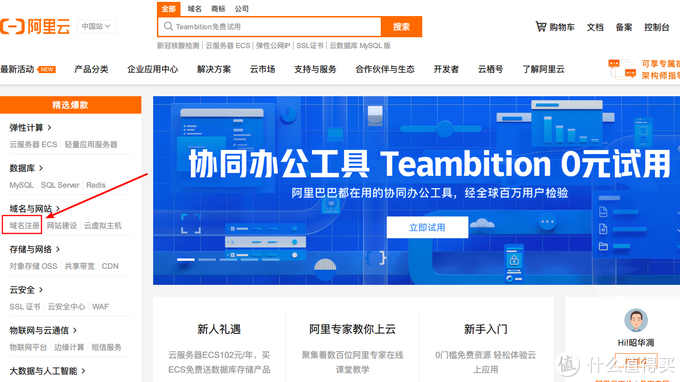 全部 域名 商标 公司
阿里云 中国站 Teambition免费试用 搜索 购物车 文档 备案 控制台
新冠核酸检测 云服务器 ECS 弹性公网IP SSL证书 云数据库 MySQL 版
最新活动 NEW 产品分类 企业应用中心 解决方案 云市场 支持与服务 合作伙伴与生态 开发者 云栖号 了解阿里云
可享专属
架构师指导
精选爆款
弹性计算
云服务器 ECS 轻量应用服务器
数据库
MySQL SQL Server Redis
域名与网站
域名注册 网站建设 云虚拟主机
存储与网络
对象存储 OSS 共享带宽 CDN
云安全
SSL 证书 云安全中心 WAF
物联网与云通信
物联网平台 边缘计算 短信服务
大数据与人工智能
协同办公工具 Teambition 0元试用
阿里巴巴都在用的协同办公工具，经全球百万用户检验
立即试用
新人礼遇
云服务器ECS102元/年，买
ECS免费送数据库存储产品
阿里专家教你上云
聚集着数百位阿里专家在线
课堂教学
新手入门
0门槛免费资源 轻松体验云
上应用
Hi!昭华凋
值 什么值得买